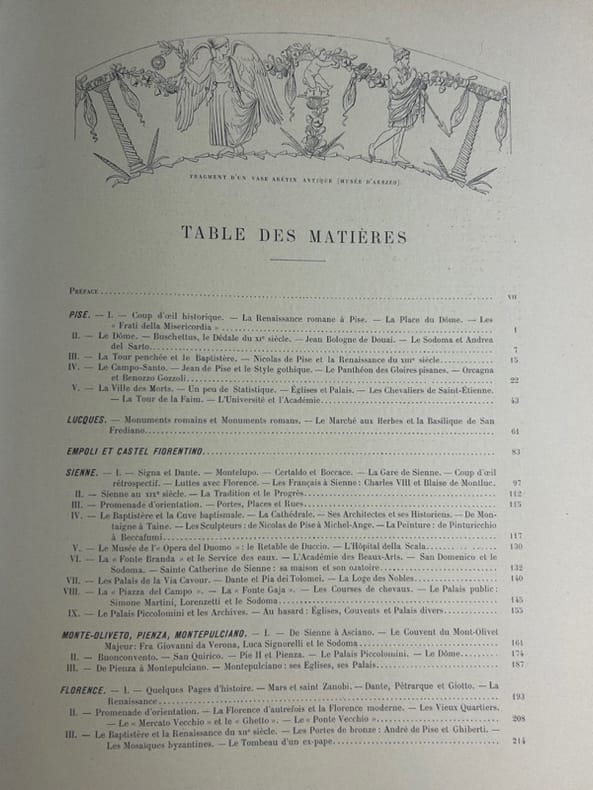 FRAGMENT D'UN VASE ARÉTIN ANTIQUE (MUSÉE D'AREZZO).
TABLE DES MATIÈRES
PRÉFACE VII
PISE. — I. — Coup d'œil historique. — La Renaissance romane à Pise. — La Place du Dôme. — Les
« Frati della Misericordia » 1
II. — Le Dôme. — Buschettus, le Dédale du XIe siècle. — Jean Bologne de Douai. — Le Sodoma et Andrea
del Sarto. 7
III. — La Tour penchée et le Baptistère. — Nicolas de Pise et la Renaissance du XIIIe siècle. 15
IV. — Le Campo-Santo. — Jean de Pise et le Style gothique. — Le Panthéon des Gloires pisanes. — Orcagna
et Benozzo Gozzoli. 22
V. — La Ville des Morts. — Un peu de Statistique. — Églises et Palais. — Les Chevaliers de Saint-Étienne.
— La Tour de la Faim. — L'Université et l'Académie. 43
LUCQUES. — Monuments romains et Monuments romans. — Le Marché aux Herbes et la Basilique de San
Frediano. 61
EMPOLI ET CASTEL FIORENTINO. 83
SIENNE. — I. — Signa et Dante. — Montelupo. — Certaldo et Boccace. — La Gare de Sienne. — Coup d'œil
rétrospectif. — Luttes avec Florence. — Les Français à Sienne: Charles VIII et Blaise de Montluc. 97
II. — Sienne au XIXe siècle. — La Tradition et le Progrès. 112
III. — Promenade d'orientation. — Portes, Places et Rues. 115
IV. — Le Baptistère et la Cuve baptismale. — La Cathédrale. — Ses Architectes et ses Historiens. — De Mon-
taigne à Taine. — Les Sculpteurs: de Nicolas de Pise à Michel-Ange. — La Peinture: de Pinturicchio
à Beccafumi. 117
V. — Le Musée de l'« Opera del Duomo »: le Retable de Duccio. — L'Hôpital della Scala. 130
VI. — La « Fonte Branda » et le Service des eaux. — L'Académie des Beaux-Arts. — San Domenico et le
Sodoma. — Sainte Catherine de Sienne: sa maison et son oratoire. 132
VII. — Les Palais de la Via Cavour. — Dante et Pia dei Tolomei. — La Loge des Nobles. 140
VIII. — La « Piazza del Campo ». — La « Fonte Gaja ». — Les Courses de chevaux. — Le Palais public:
Simone Martini, Lorenzetti et le Sodoma. 145
IX. — Le Palais Piccolomini et les Archives. — Au hasard: Églises, Couvents et Palais divers. 155
MONTE-OLIVETO, PIENZA, MONTEPULCIANO. — I. — De Sienne à Asciano. — Le Couvent du Mont-Olivet
Majeur: Fra Giovanni da Verona, Luca Signorelli et le Sodoma. 161
II. — Buonconvento. — San Quirico. — Pie II et Pienza. — Le Palais Piccolomini. — Le Dôme. 174
III. — De Pienza à Montepulciano. — Montepulciano: ses Églises, ses Palais. 187
FLORENCE. — I. — Quelques Pages d'histoire. — Mars et saint Zanobi. — Dante, Pétrarque et Giotto. — La
Renaissance. 193
II. — Promenade d'orientation. — La Florence d'autrefois et la Florence moderne. — Les Vieux Quartiers.
— Le « Mercato Vecchio » et le « Ghetto ». — Le « Ponte Vecchio ». 208
III. — Le Baptistère et la Renaissance du XIIe siècle. — Les Portes de bronze: André de Pise et Ghiberti. —
Les Mosaïques byzantines. — Le Tombeau d'un ex-pape. 214